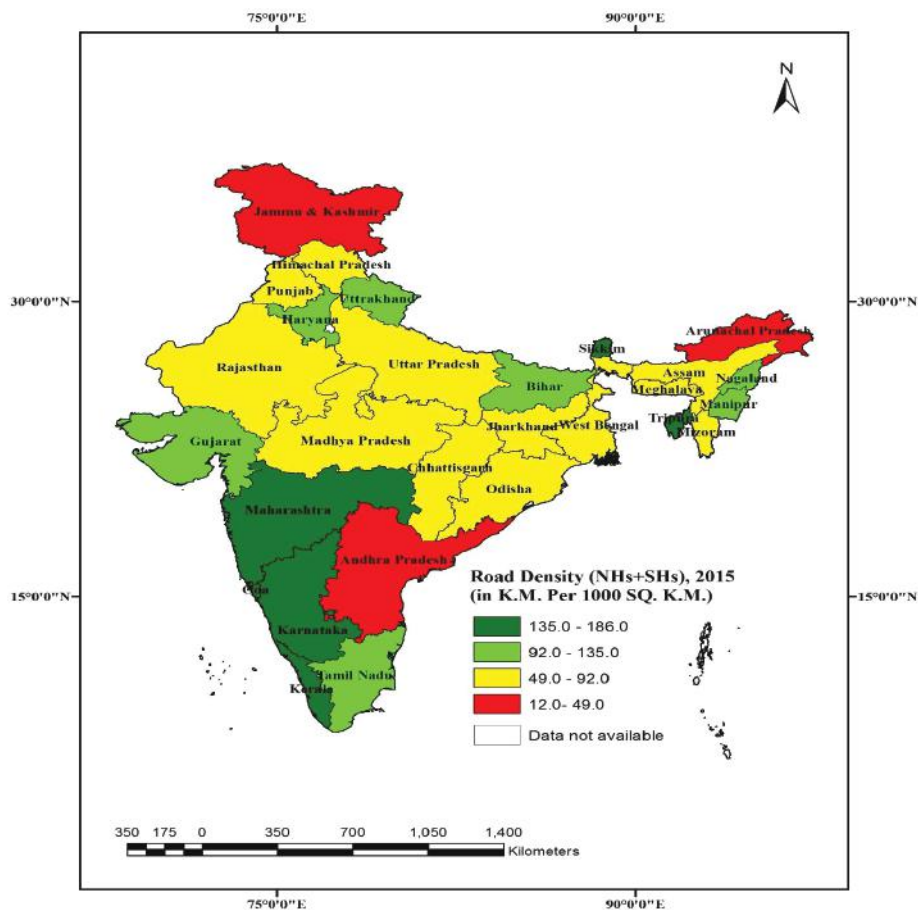 75°0'0"E 90°0'0"E
N
Jammu & Kashmir
Himachal Pradesh
Punjab
30°0'0"N 30°0'0"N
Uttrakhand
Haryana
Arunachal Pradesh
Sikkim
Rajasthan
Uttar Pradesh
Assam
Nagaland
Bihar
Meghalaya
Manipur
Tripura
Mizoram
Gujarat
Madhya Pradesh
Jharkhand
West Bengal
Chhattisgarh
Odisha
Maharashtra
Andhra Pradesh
Road Density (NHs+SHs), 2015
(in K.M. Per 1000 SQ. K.M.)
15°0'0"N 15°0'0"N
Goa
135.0 - 186.0
Karnataka
92.0 - 135.0
Tamil Nadu
49.0 - 92.0
Kerala
12.0- 49.0
Data not available
350 175 0 350 700 1,050 1,400
Kilometers
75°0'0"E 90°0'0"E